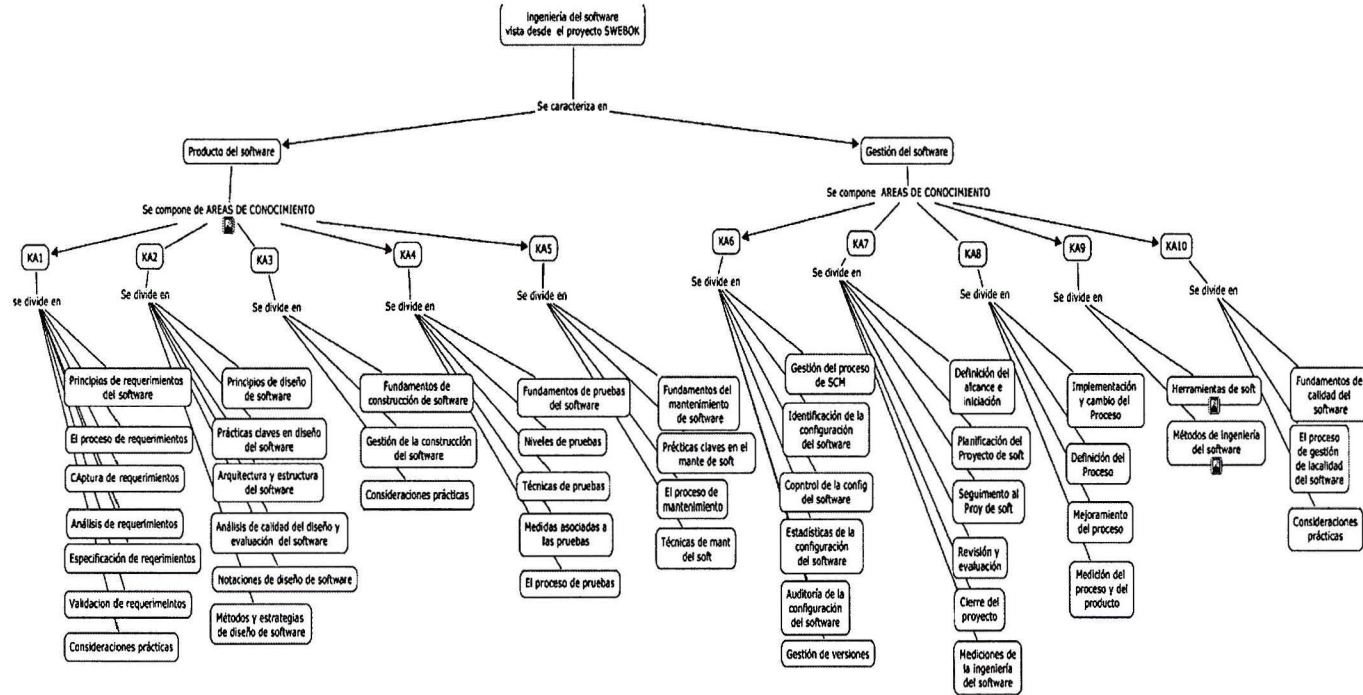 Ingeniería del software
vista desde el proyecto SWEBOK
Se caracteriza en
Producto del software
Gestión del software
Se compone de AREAS DE CONOCIMIENTO
Se compone AREAS DE CONOCIMIENTO
KA1
KA2
KA3
KA4
KA5
KA6
KA7
KA8
KA9
KA10
se divide en
Se divide en
Se divide en
Se divide en
Se divide en
Se divide en
Se divide en
Se divide en
Se divide en
Se divide en
Principios de requerimientos
del software
El proceso de requerimientos
CAptura de requerimientos
Análisis de requerimientos
Especificación de reqerimientos
Validacion de requerimeintos
Consideraciones prácticas
Principios de diseño
de software
Prácticas claves en diseño
del software
Arquitectura y estructura
del software
Análisis de calidad del diseño y
evaluación del software
Notaciones de diseño de software
Métodos y estrategias
de diseño de software
Fundamentos de
construcción de software
Gestión de la construcción
del software
Consideraciones prácticas
Fundamentos de pruebas
del software
Niveles de pruebas
Técnicas de pruebas
Medidas asociadas a
las pruebas
El proceso de pruebas
Fundamentos del
mantenimiento
de software
Précticas claves en el
mante de soft
El proceso de
mantenimiento
Técnicas de mant
del soft
Gestión del proceso
de SCM
Identificación de la
configuración
del software
Copntrol de la config
del software
Estadísticas de la
configuración
del software
Auditoría de la
configuración
del software
Gestión de versiones
Definición del
alcance e
iniciación
Planificación del
Proyecto de soft
Seguimiento al
Proy de soft
Revisión y
evaluación
Cierre del
proyecto
Mediciones de
la ingeniería
del software
Implementación
y cambio del
Proceso
Definición del
Proceso
Mejoramiento
del proceso
Medición del
proceso y del
producto
Herramientas de soft
Métodos de ingeniería
del software
Fundamentos de
calidad del
software
El proceso
de gestión
de lacalidad
del software
Consideraciones
prácticas